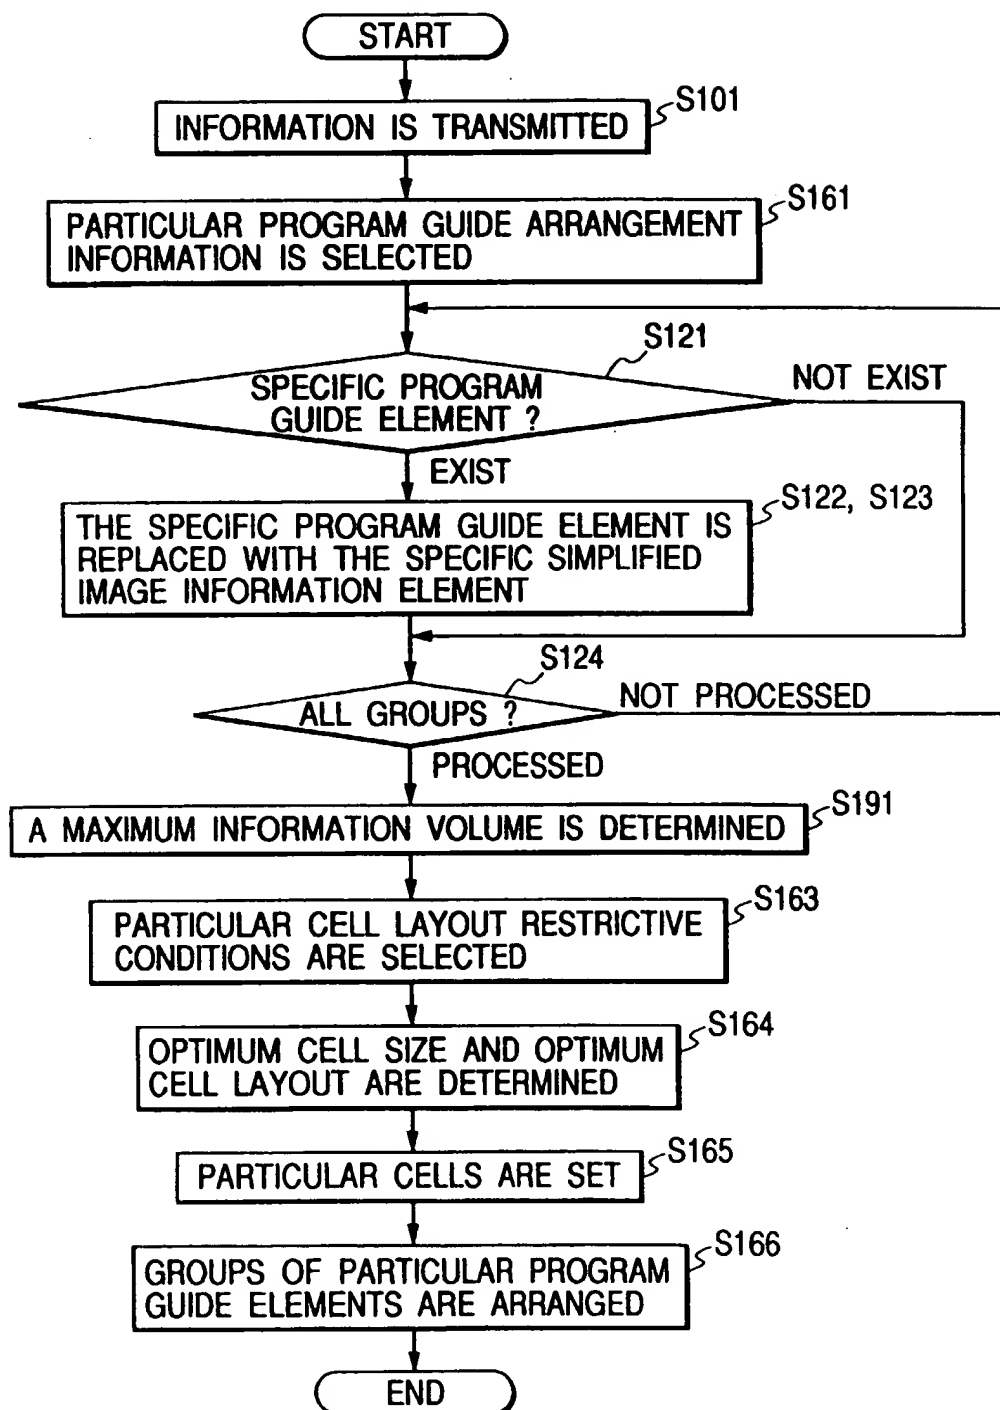 START
S101
INFORMATION IS TRANSMITTED
S161
PARTICULAR PROGRAM GUIDE ARRANGEMENT
INFORMATION IS SELECTED
S121
SPECIFIC PROGRAM
GUIDE ELEMENT ?
NOT EXIST
EXIST
S122, S123
THE SPECIFIC PROGRAM GUIDE ELEMENT IS
REPLACED WITH THE SPECIFIC SIMPLIFIED
IMAGE INFORMATION ELEMENT
S124
ALL GROUPS ?
NOT PROCESSED
PROCESSED
S191
A MAXIMUM INFORMATION VOLUME IS DETERMINED
S163
PARTICULAR CELL LAYOUT RESTRICTIVE
CONDITIONS ARE SELECTED
S164
OPTIMUM CELL SIZE AND OPTIMUM
CELL LAYOUT ARE DETERMINED
S165
PARTICULAR CELLS ARE SET
S166
GROUPS OF PARTICULAR PROGRAM
GUIDE ELEMENTS ARE ARRANGED
END